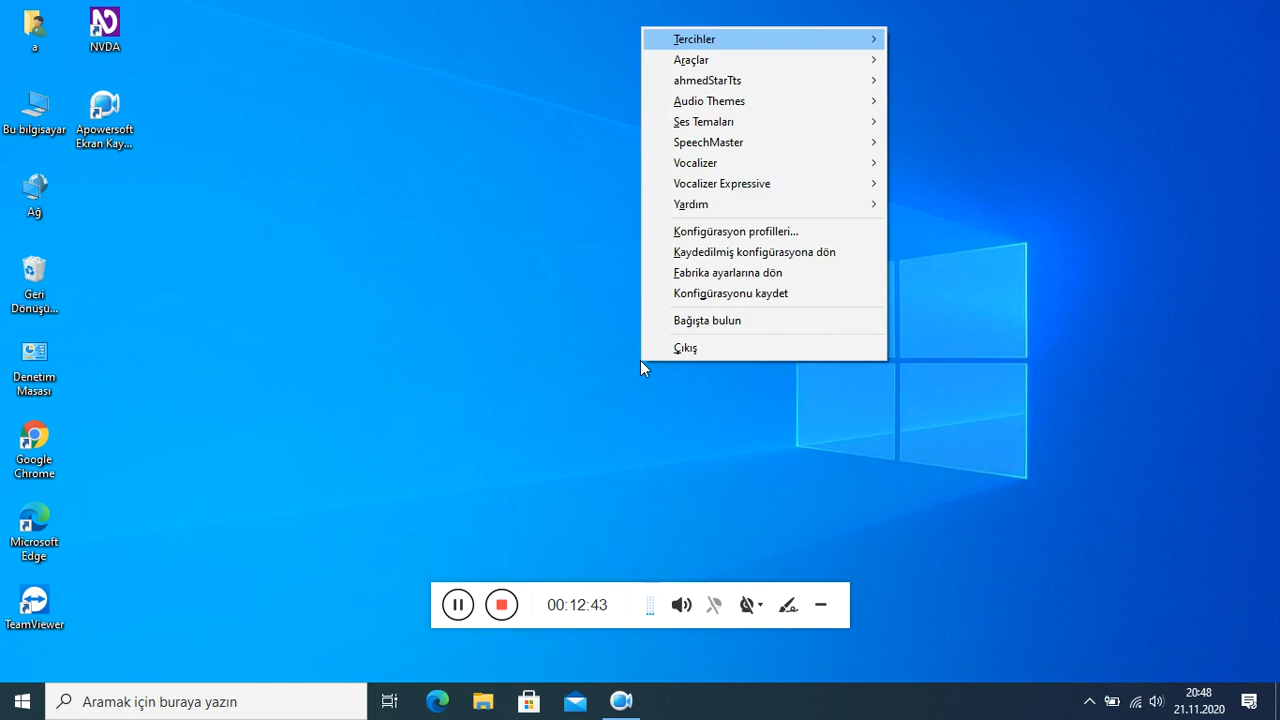 a
NVDA
Bu bilgisayar
Apowersoft
Ekran Kay...
Ağ
Geri
Dönüşü...
Denetim
Masası
Google
Chrome
Microsoft
Edge
TeamViewer
Tercihler
Araçlar
ahmedStarTts
Audio Themes
Ses Temaları
SpeechMaster
Vocalizer
Vocalizer Expressive
Yardım
Konfigürasyon profilleri...
Kaydedilmiş konfigürasyona dön
Fabrika ayarlarına dön
Konfigürasyonu kaydet
Bağışta bulun
Çıkış
00:12:43
Aramak için buraya yazın
20:48
21.11.2020